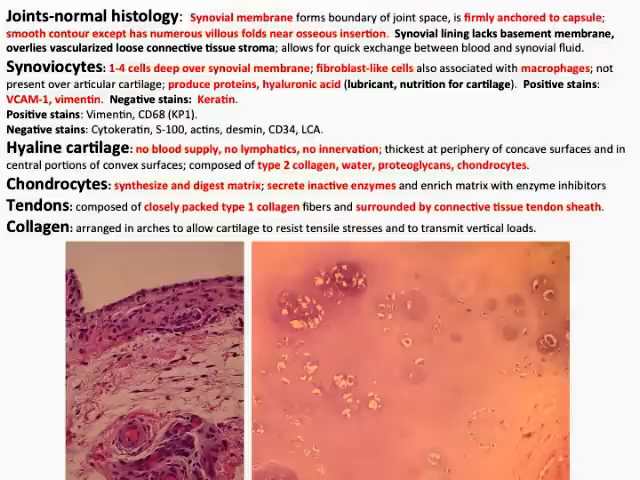 Joints-normal histology: Synovial membrane forms boundary of joint space, is firmly anchored to capsule;
smooth contour except has numerous villous folds near osseous insertion. Synovial lining lacks basement membrane,
overlies vascularized loose connective tissue stroma; allows for quick exchange between blood and synovial fluid.
Synoviocytes: 1-4 cells deep over synovial membrane; fibroblast-like cells also associated with macrophages; not
present over articular cartilage; produce proteins, hyaluronic acid (lubricant, nutrition for cartilage). Positive stains:
VCAM-1, vimentin. Negative stains: Keratin.
Positive stains: Vimentin, CD68 (KP1).
Negative stains: Cytokeratin, S-100, actins, desmin, CD34, LCA.
Hyaline cartilage: no blood supply, no lymphatics, no innervation; thickest at periphery of concave surfaces and in
central portions of convex surfaces; composed of type 2 collagen, water, proteoglycans, chondrocytes.
Chondrocytes: synthesize and digest matrix; secrete inactive enzymes and enrich matrix with enzyme inhibitors
Tendons: composed of closely packed type 1 collagen fibers and surrounded by connective tissue tendon sheath.
Collagen: arranged in arches to allow cartilage to resist tensile stresses and to transmit vertical loads.